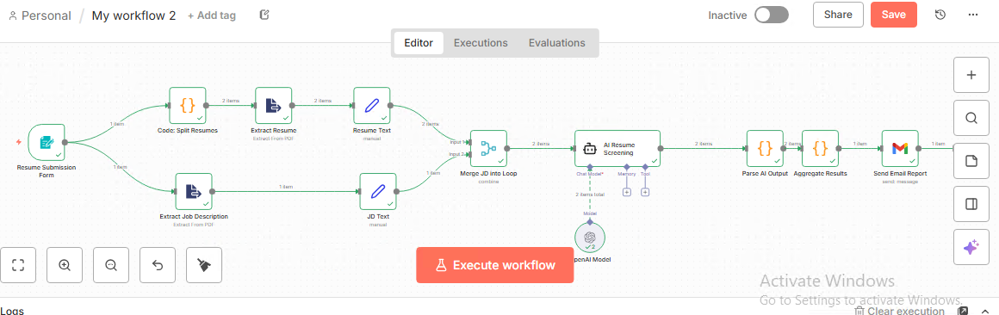 Personal / My workflow 2 + Add tag
Inactive
Share
Save
Editor
Executions
Evaluations
1 item
Code: Split Resumes
2 items
Extract Resume
Extract From PDF
2 items
Resume Text
manual
2 items
Resume Submission
Form
1 item
Extract Job Description
Extract From PDF
1 item
JD Text
manual
1 item
Input 1
Input 2
Merge JD into Loop
combine
2 items
AI Resume
Screening
Chat Model*
Memory
Tool
2 items total
Model
2
penAI Model
2 items
Parse AI Output
2 items
Aggregate Results
1 item
Send Email Report
send: message
1 item
Execute workflow
Activate Windows
Go to Settings to activate Windows.
Logs
Clear execution